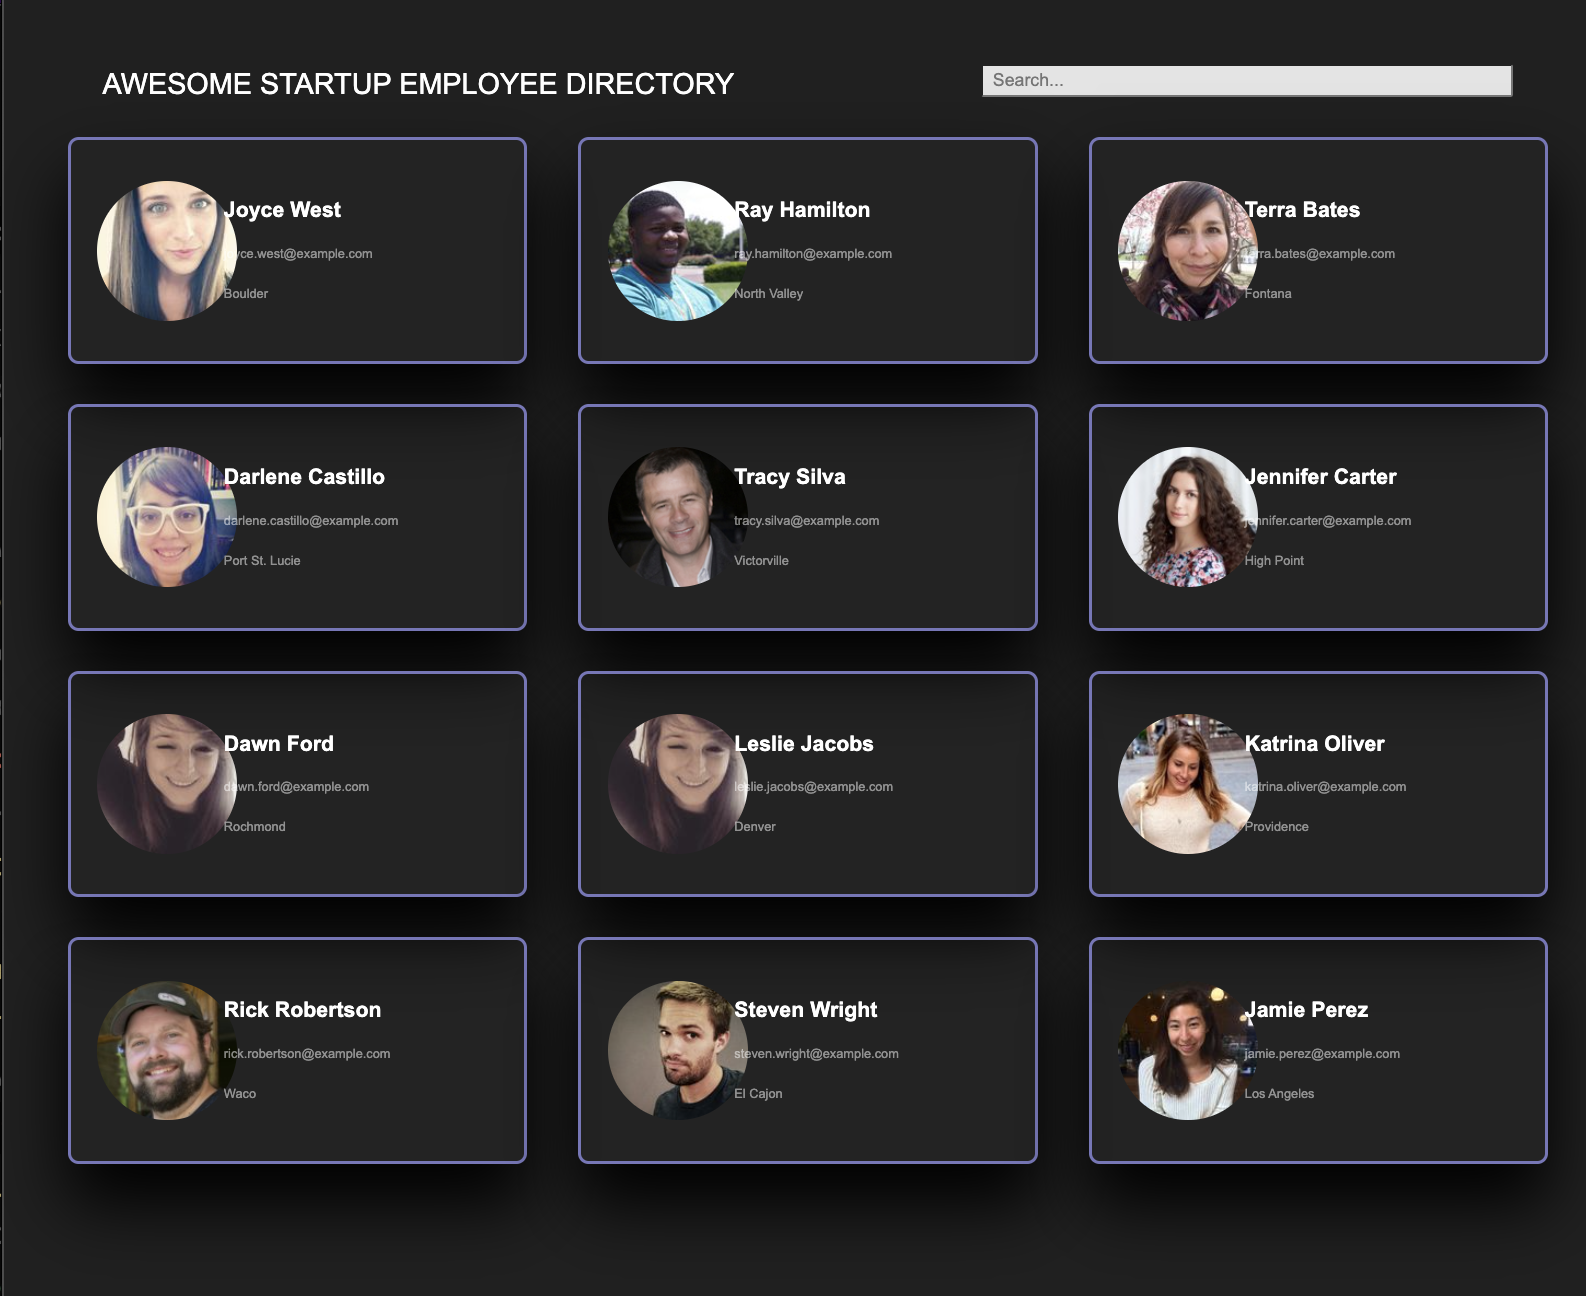 AWESOME STARTUP EMPLOYEE DIRECTORY
Search...
Joyce West
joyce.west@example.com
Boulder
Ray Hamilton
ray.hamilton@example.com
North Valley
Terra Bates
terra.bates@example.com
Fontana
Darlene Castillo
darlene.castillo@example.com
Port St. Lucie
Tracy Silva
tracy.silva@example.com
Victorville
Jennifer Carter
jennifer.carter@example.com
High Point
Dawn Ford
dawn.ford@example.com
Rochmond
Leslie Jacobs
leslie.jacobs@example.com
Denver
Katrina Oliver
katrina.oliver@example.com
Providence
Rick Robertson
rick.robertson@example.com
Waco
Steven Wright
steven.wright@example.com
El Cajon
Jamie Perez
jamie.perez@example.com
Los Angeles